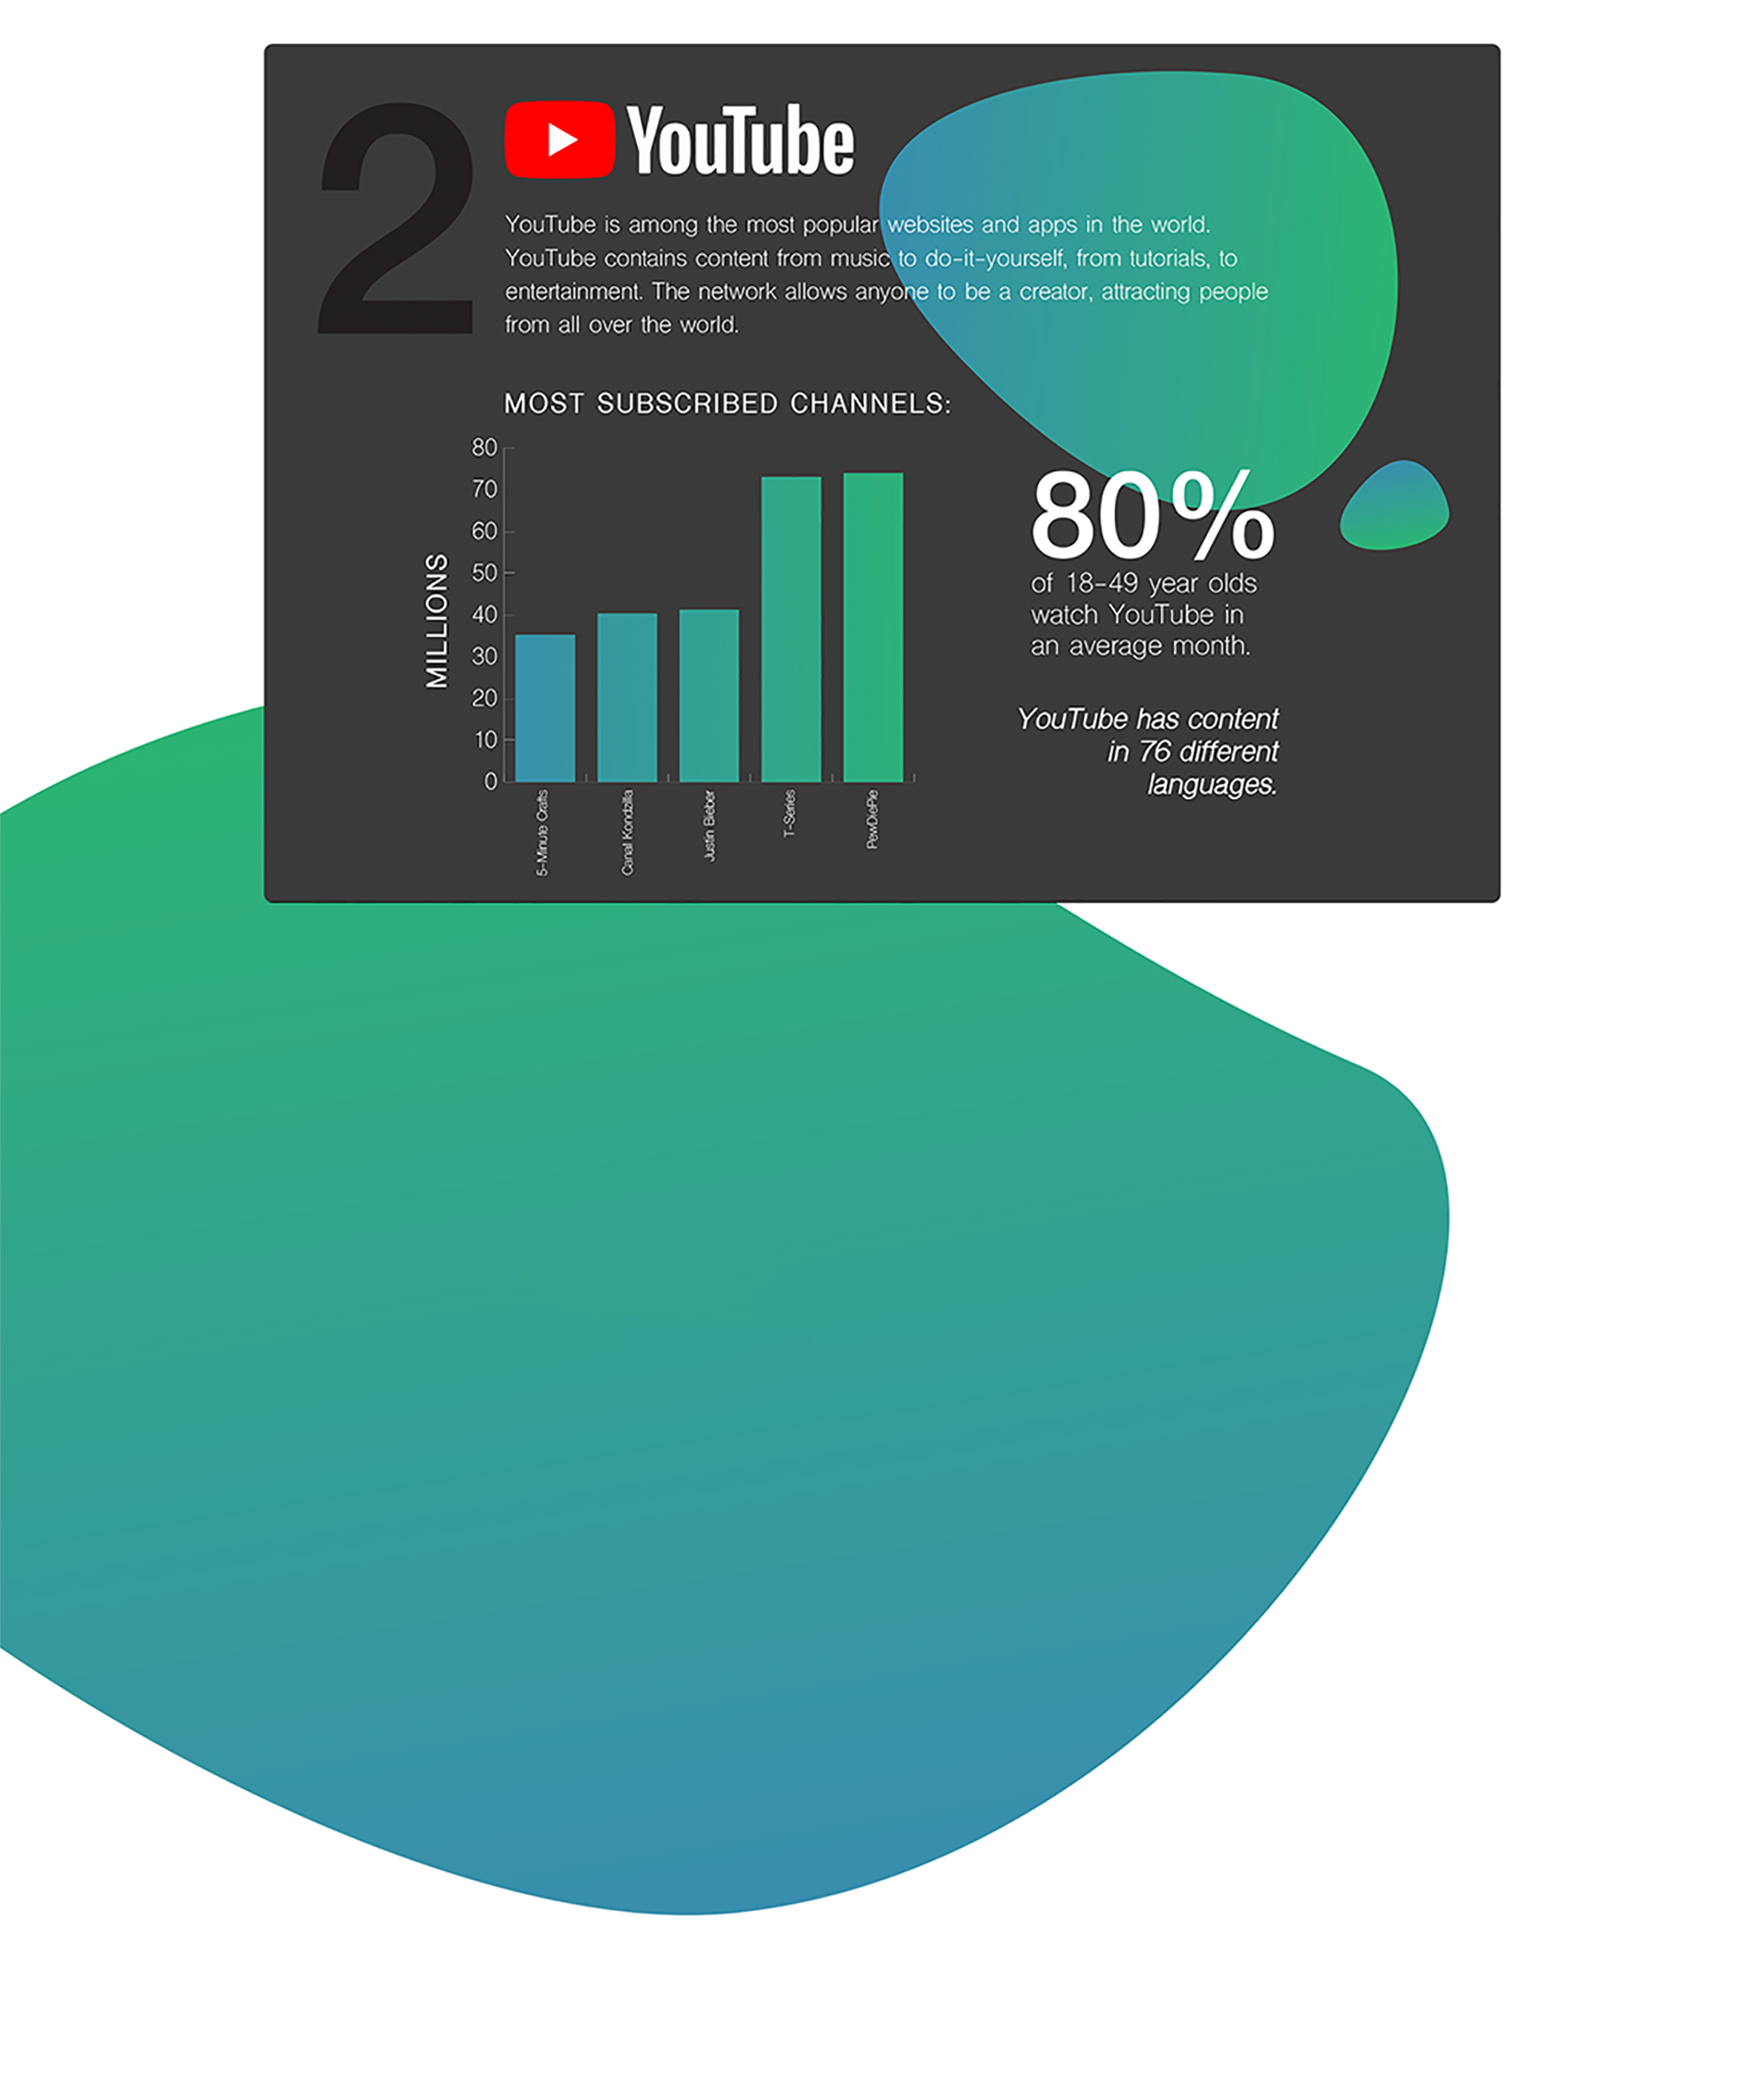 2
YouTube
YouTube is among the most popular websites and apps in the world.
YouTube contains content from music to do-it-yourself, from tutorials, to
entertainment. The network allows anyone to be a creator, attracting people
from all over the world.
MOST SUBSCRIBED CHANNELS:
80
70
60
50
40
30
20
10
0
MILLIONS
5-Minute Crafts
Canal Kondzilla
Justin Bieber
T-Series
PewDiePie
80%
of 18-49 year olds
watch YouTube in
an average month.
YouTube has content
in 76 different
languages.